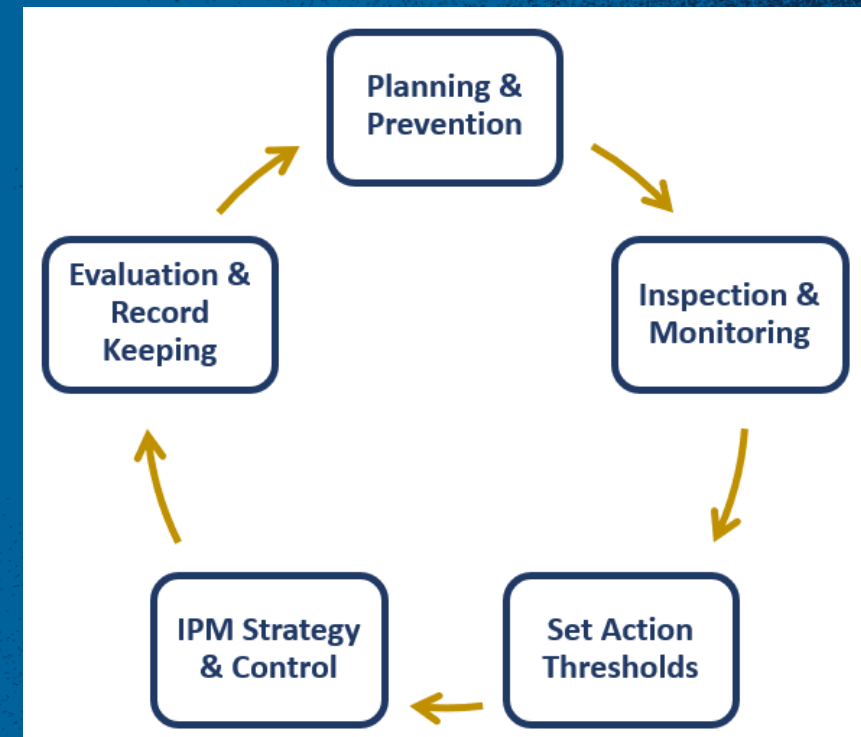 Planning &
Prevention
Inspection &
Monitoring
Set Action
Thresholds
IPM Strategy
& Control
Evaluation &
Record
Keeping